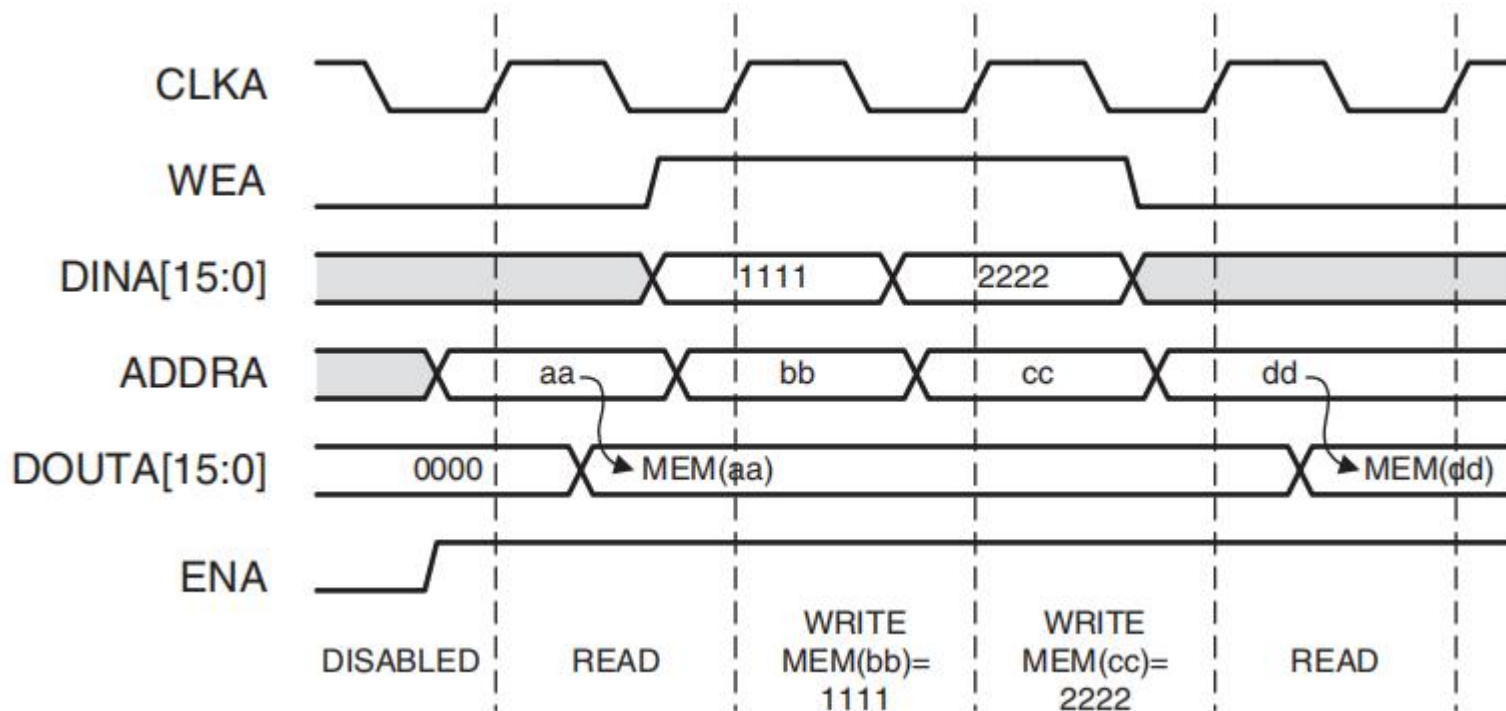 CLKA
WEA
DINA[15:0] 1111 2222
ADDRA aa bb cc dd
DOUTA[15:0] 0000 MEM(aa) MEM(dd)
ENA
DISABLED READ WRITE MEM(bb)= 1111 WRITE MEM(cc)= 2222 READ